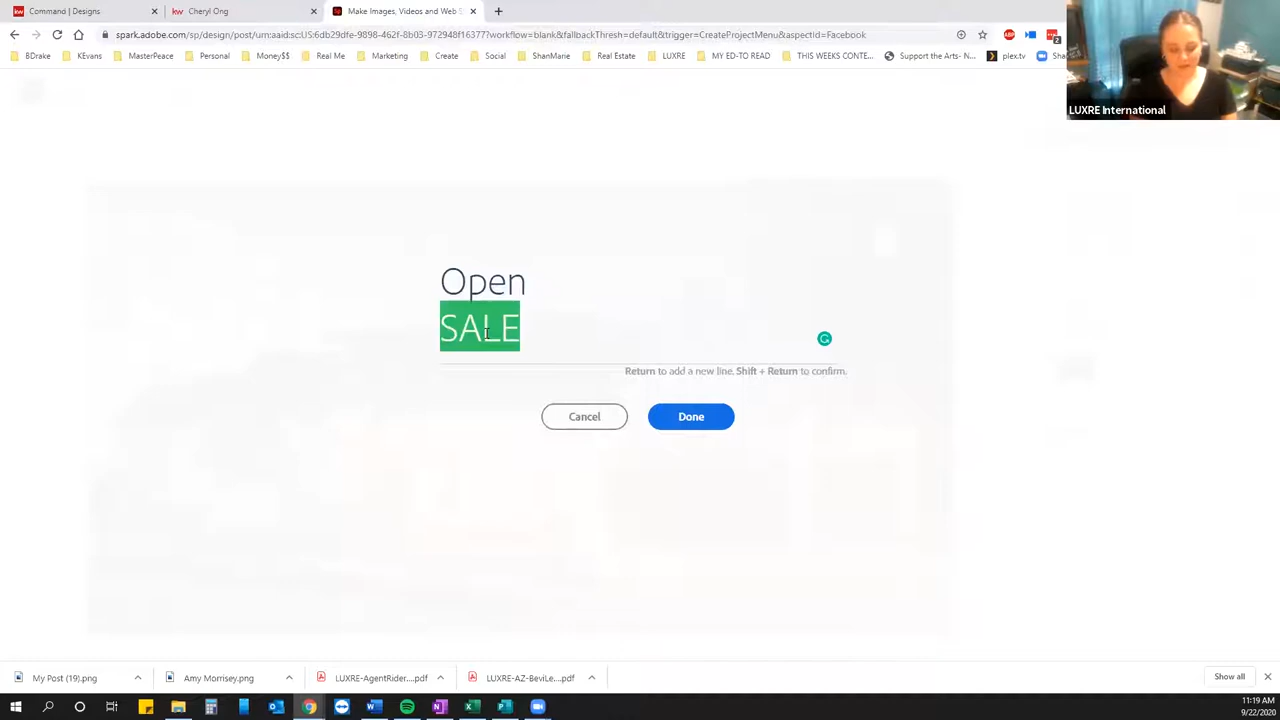 Command | Designs
Cheryl Ong
Make Images, Videos and Web S
spark.adobe.com/sp/design/post/urn:aaid:sc:US:6db29dfe-9898-462f-8b03-972948f16377?workflow=blank&fallbackThresh=default&trigger=CreateProjectMenu&aspectId=Facebook
BDrake
KEvans
MasterPeace
Personal
Money$$
Real Estate Marketing
Create
Social
ShanMarie
Real Estate
LUXRE
MY ED-TO READ
THIS WEEKS CONTE...
Support the Arts- N...
plex.tv
LUXRE International
Open
SALE
Return to add a new line, Shift + Return to confirm.
Cancel
Done
My Post (19).png
Amy Morrisey.png
LUXRE-AgentRider....pdf
LUXRE-AZ-BeviLe....pdf
Show all
11:19 AM
9/22/2020